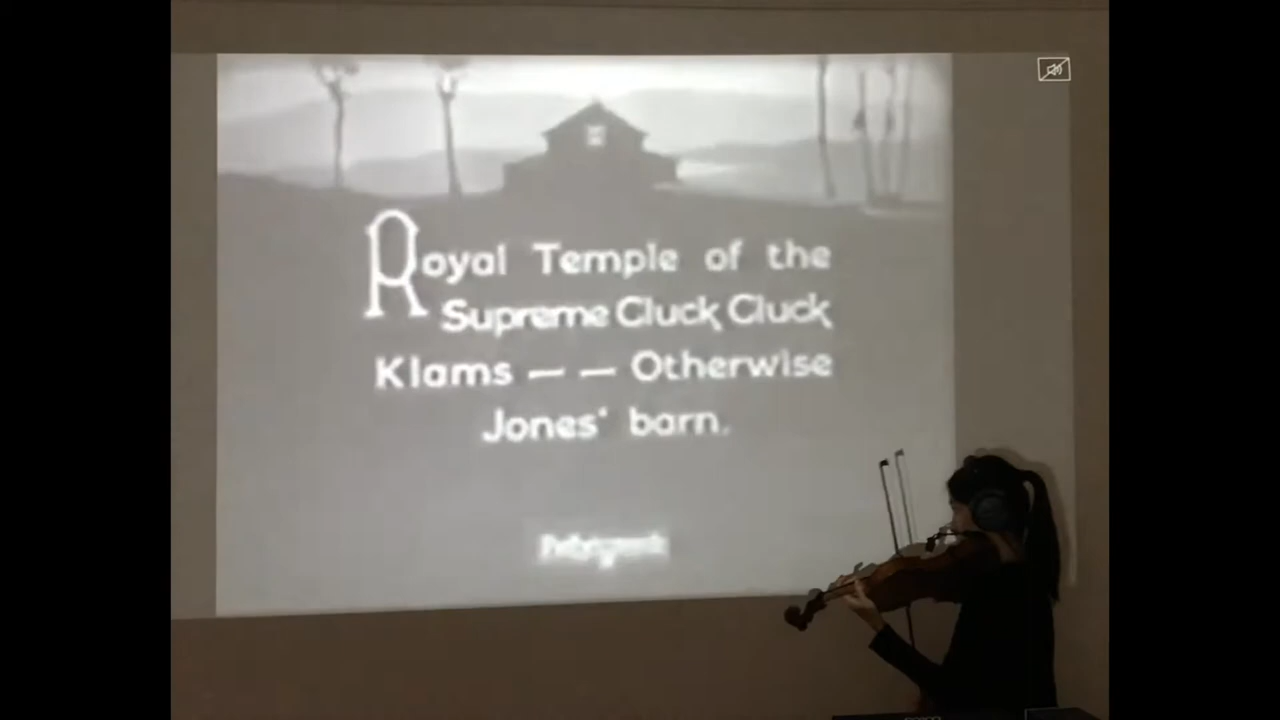 Royal Temple of the
Supreme Cluck Cluck
Klams — — Otherwise
Jones' barn.